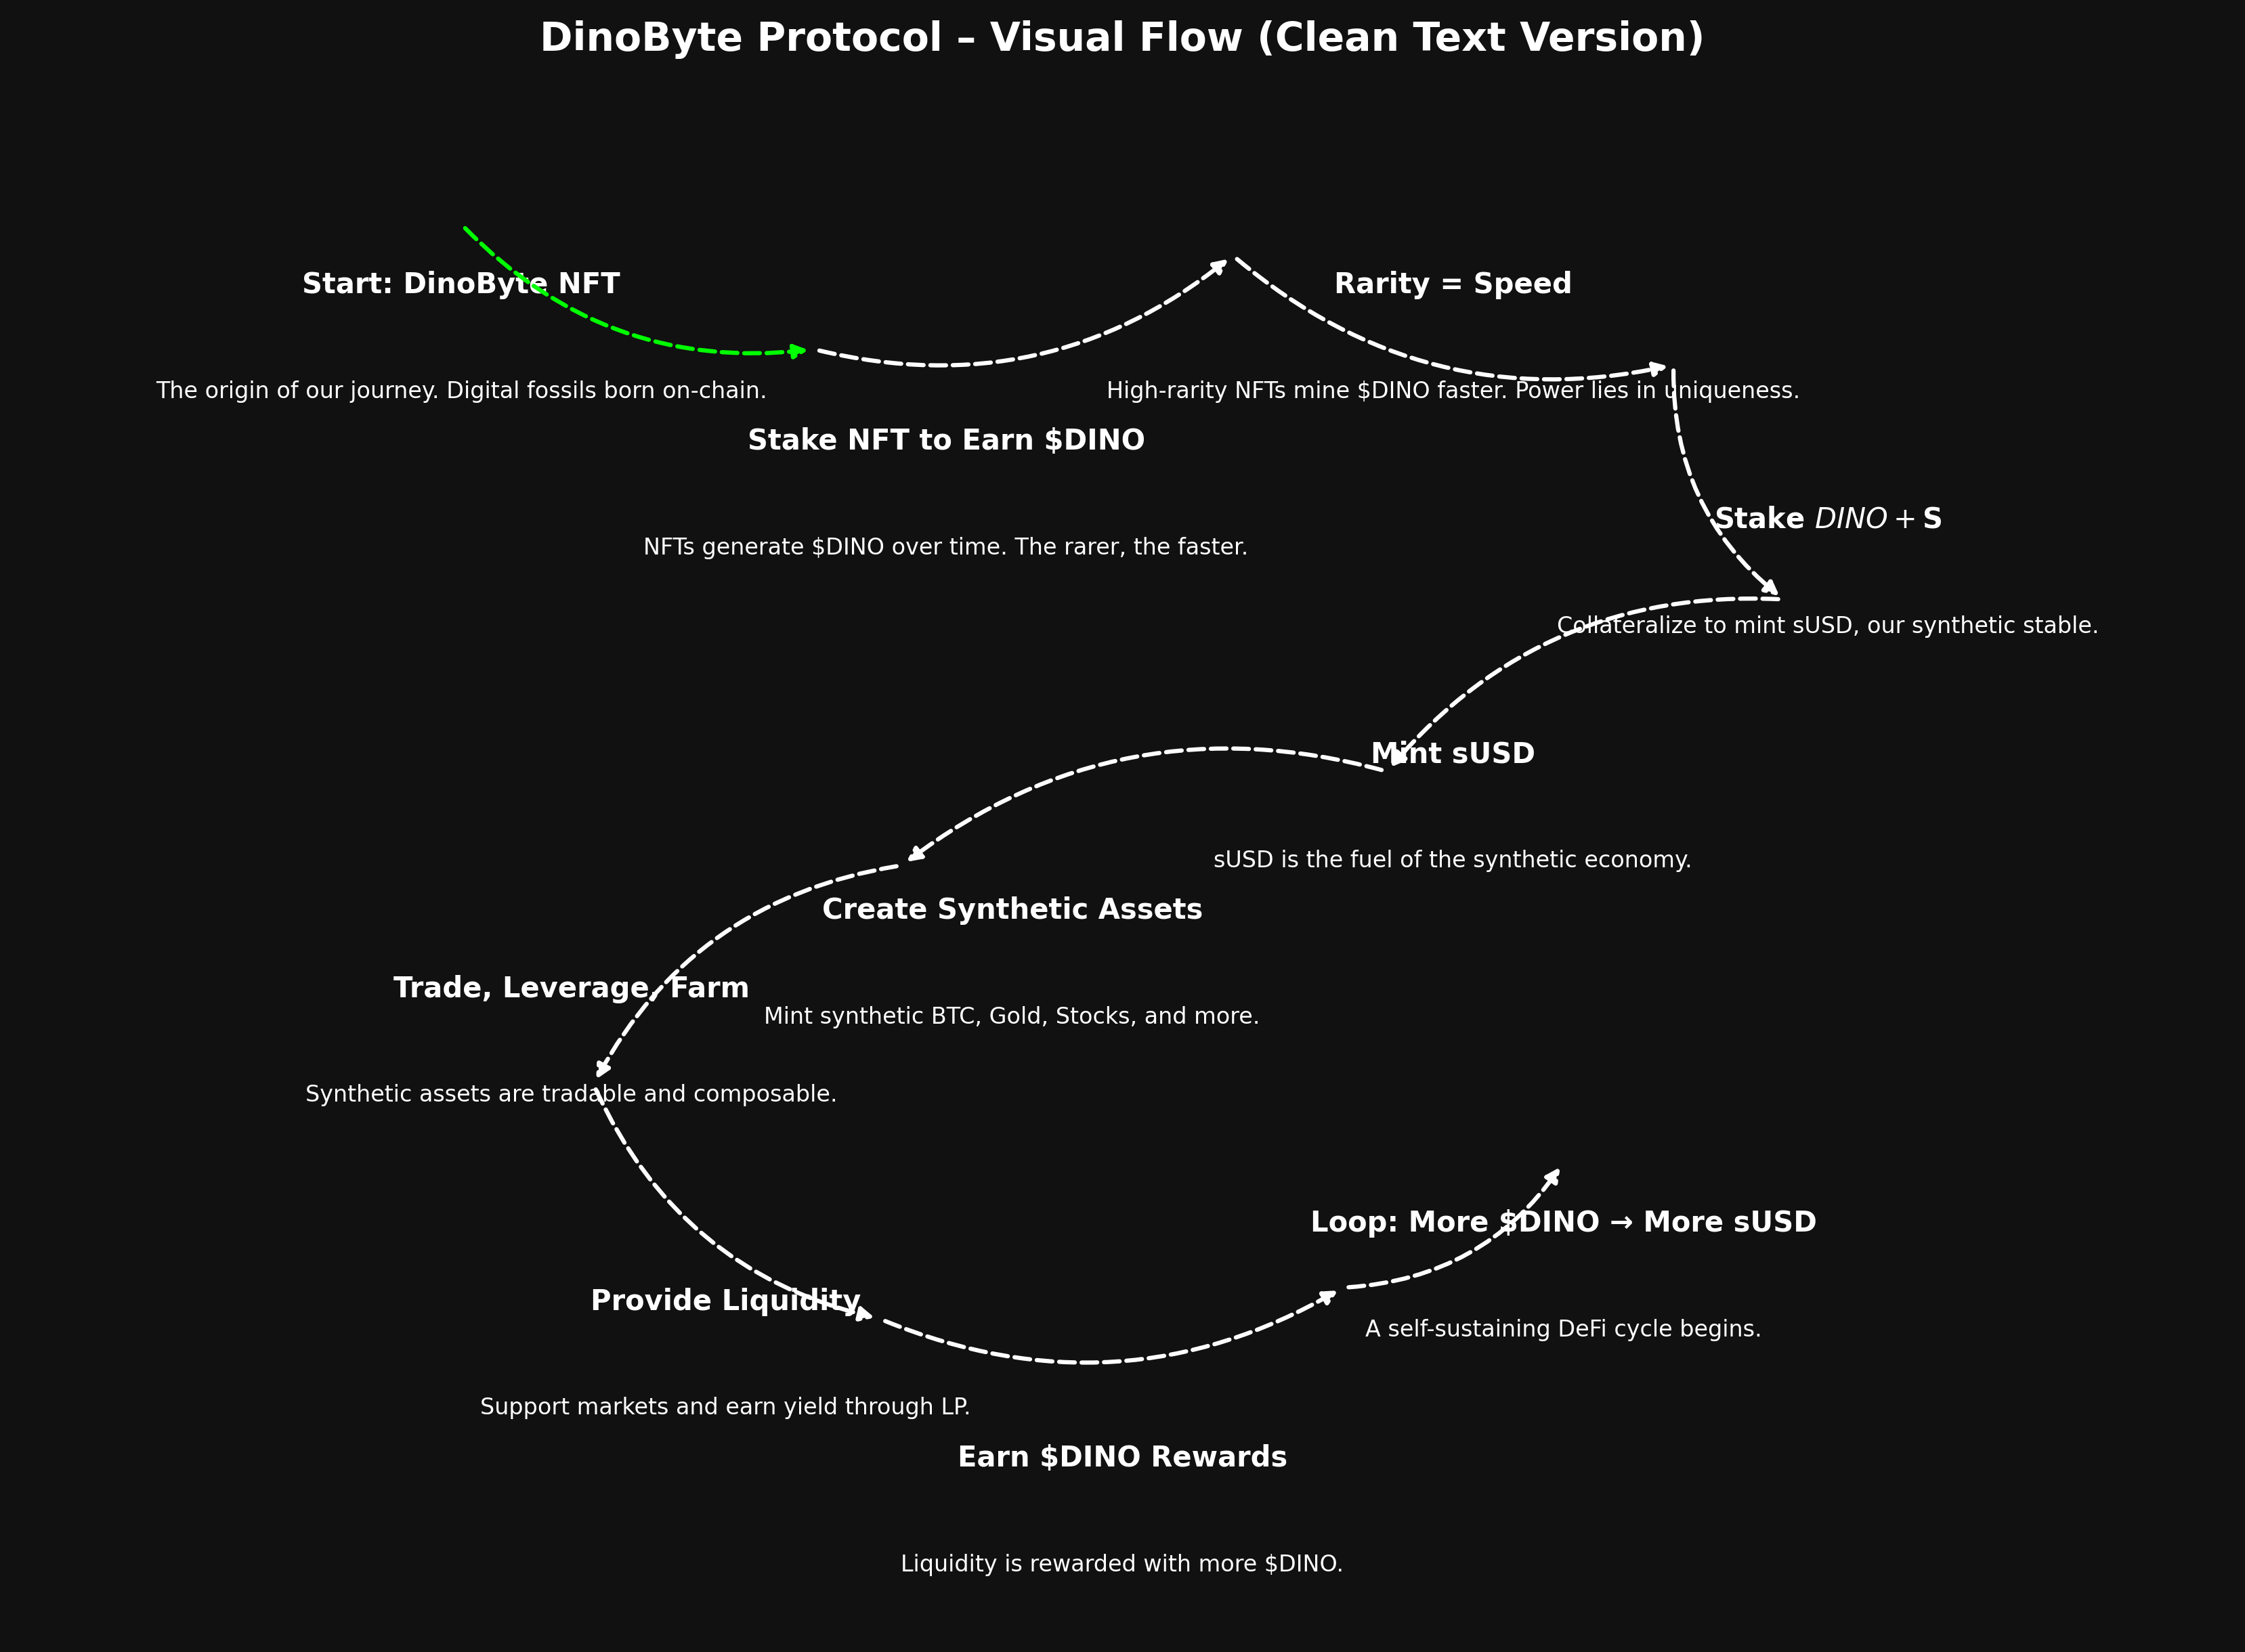 DinoByte Protocol – Visual Flow (Clean Text Version)
Start: DinoByte NFT
The origin of our journey. Digital fossils born on-chain.
Stake NFT to Earn $DINO
NFTs generate $DINO over time. The rarer, the faster.
Rarity = Speed
High-rarity NFTs mine $DINO faster. Power lies in uniqueness.
Stake DINO + S
Collateralize to mint sUSD, our synthetic stable.
Mint sUSD
sUSD is the fuel of the synthetic economy.
Create Synthetic Assets
Mint synthetic BTC, Gold, Stocks, and more.
Trade, Leverage, Farm
Synthetic assets are tradable and composable.
Provide Liquidity
Support markets and earn yield through LP.
Earn $DINO Rewards
Liquidity is rewarded with more $DINO.
Loop: More $DINO → More sUSD
A self-sustaining DeFi cycle begins.